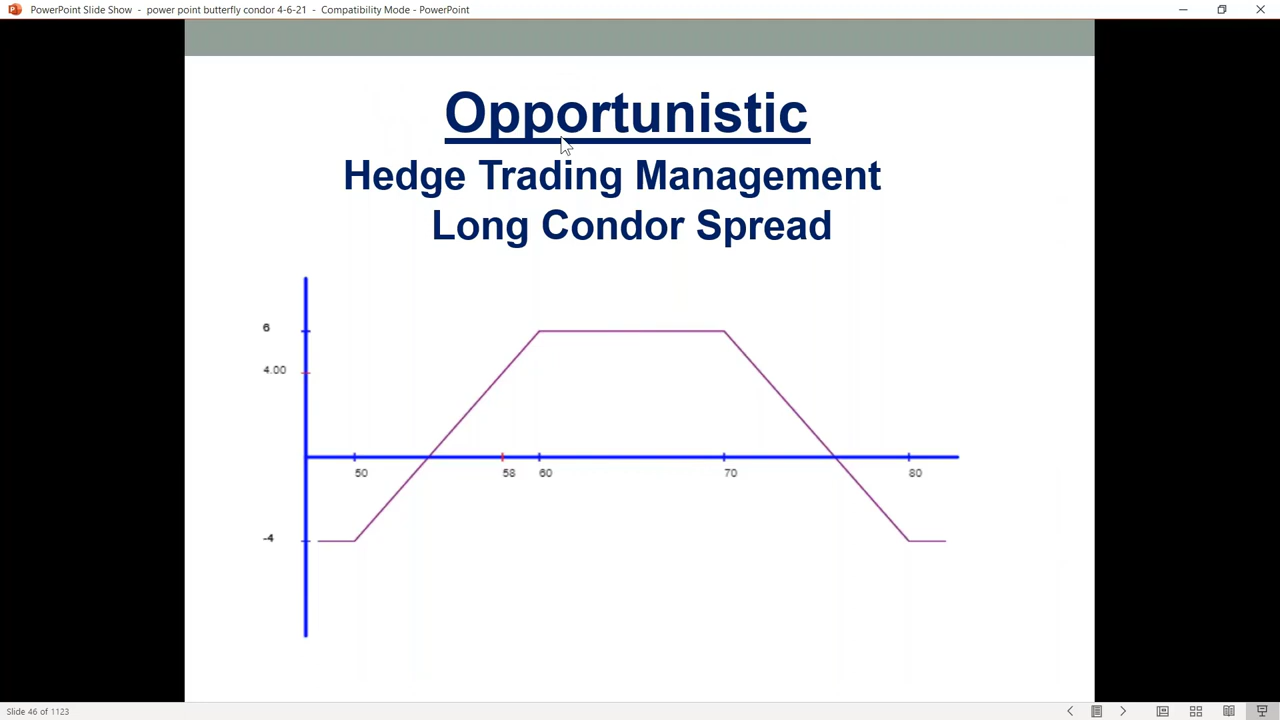 PowerPoint Slide Show - power point butterfly condor 4-6-21 - Compatibility Mode - PowerPoint
Opportunistic
Hedge Trading Management
Long Condor Spread
6
4.00
50
58
60
70
80
-4
Slide 46 of 1123